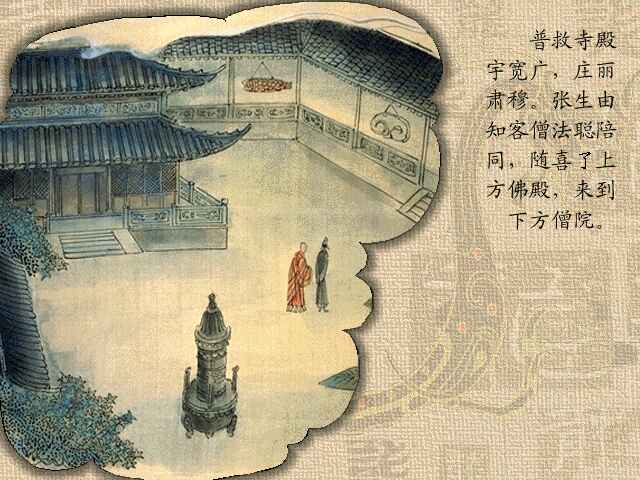 普救寺殿
宇宽广，庄丽
肃穆。张生由
知客僧法聪陪
同，随喜了上
方佛殿，来到
下方僧院。